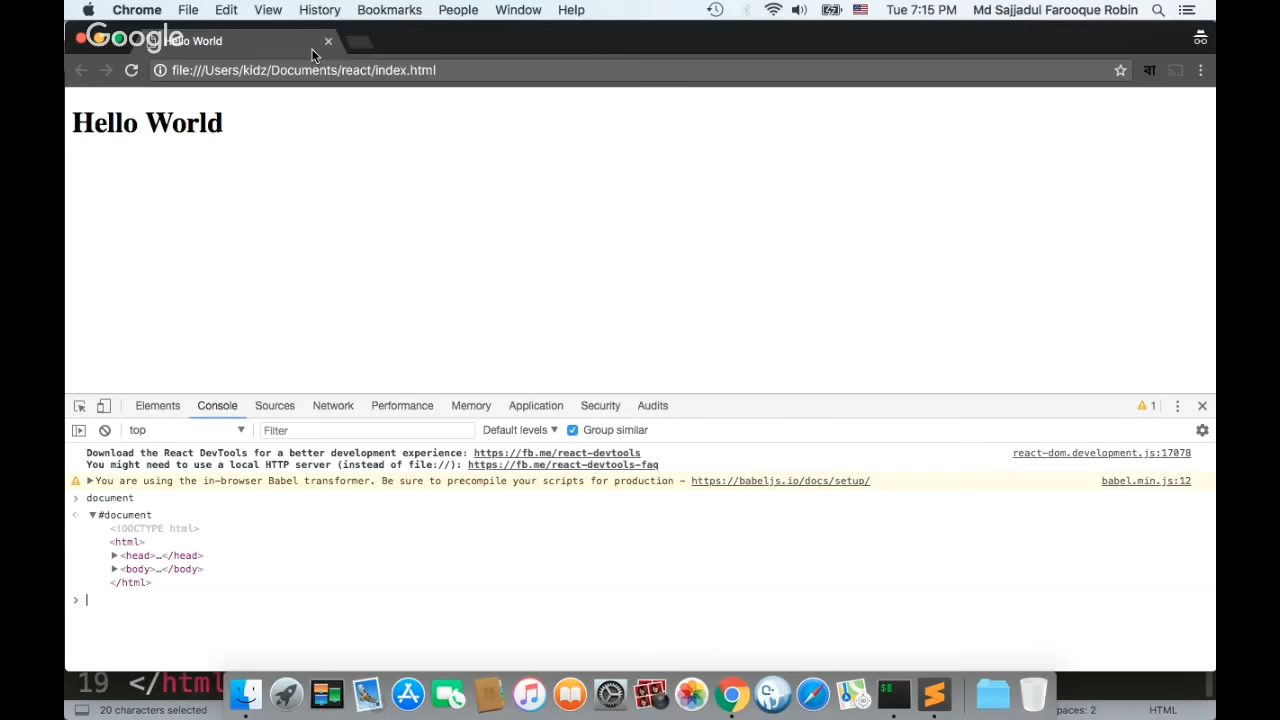 Chrome File Edit View History Bookmarks People Window Help Tue 7:15 PM Md Sajjadul Farooque Robin
Google
Hello World
file:///Users/kidz/Documents/react/index.html বা
Hello World
Elements Console Sources Network Performance Memory Application Security Audits 1
top Filter Default levels Group similar
Download the React DevTools for a better development experience: https://fb.me/react-devtools react-dom.development.js:17078
You might need to use a local HTTP server (instead of file://): https://fb.me/react-devtools-faq
You are using the in-browser Babel transformer. Be sure to precompile your scripts for production - https://babeljs.io/docs/setup/ babel.min.js:12
document
#document
<!DOCTYPE html>
<html>
<head>…</head>
<body>…</body>
</html>
19 </html
20 characters selected paces: 2 HTML